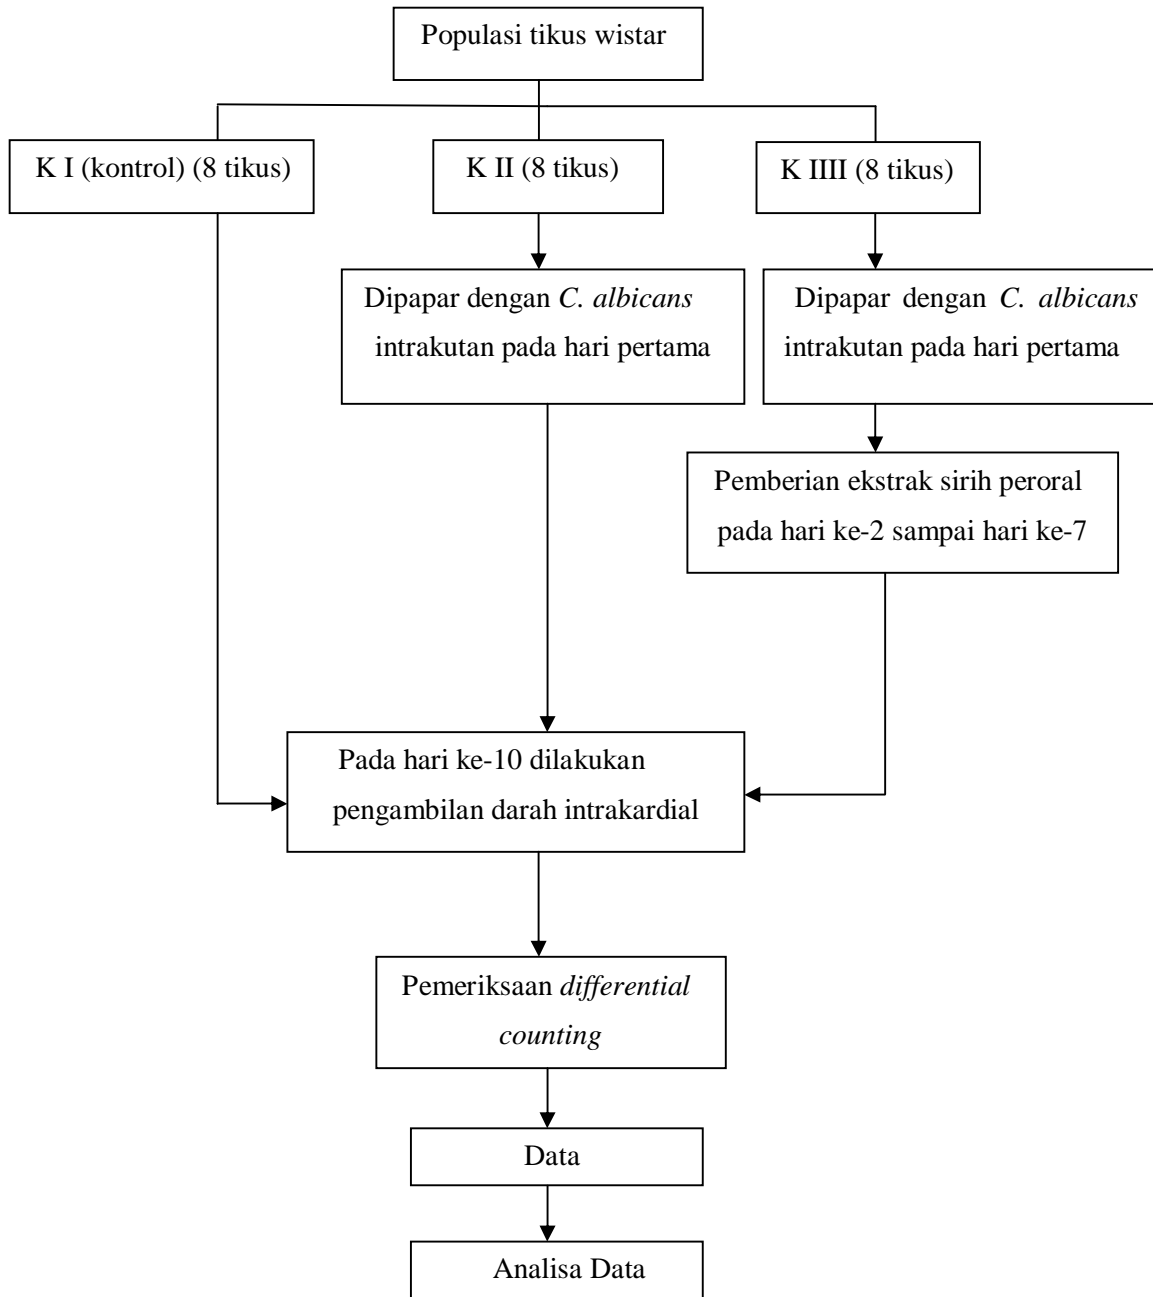 Populasi tikus wistar
K I (kontrol) (8 tikus)
K II (8 tikus)
K IIII (8 tikus)
Dipapar dengan C. albicans
intrakutan pada hari pertama
Dipapar dengan C. albicans
intrakutan pada hari pertama
Pemberian ekstrak sirih peroral
pada hari ke-2 sampai hari ke-7
Pada hari ke-10 dilakukan
pengambilan darah intrakardial
Pemeriksaan differential
counting
Data
Analisa Data